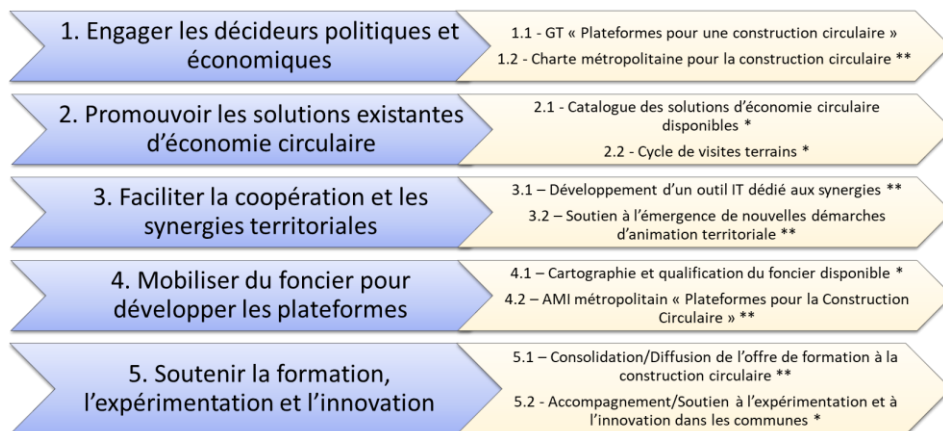 1. Engager les décideurs politiques et
économiques
1.1 - GT « Plateformes pour une construction circulaire »
1.2 - Charte métropolitaine pour la construction circulaire **
2. Promouvoir les solutions existantes
d’économie circulaire
2.1 - Catalogue des solutions d’économie circulaire
disponibles *
2.2 - Cycle de visites terrains *
3. Faciliter la coopération et les
synergies territoriales
3.1 – Développement d’un outil IT dédié aux synergies **
3.2 – Soutien à l’émergence de nouvelles démarches
d’animation territoriale **
4. Mobiliser du foncier pour
développer les plateformes
4.1 – Cartographie et qualification du foncier disponible *
4.2 – AMI métropolitain « Plateformes pour la Construction
Circulaire » **
5. Soutenir la formation,
l’expérimentation et l’innovation
5.1 – Consolidation/Diffusion de l’offre de formation à la
construction circulaire **
5.2 - Accompagnement/Soutien à l’expérimentation et à
l’innovation dans les communes *